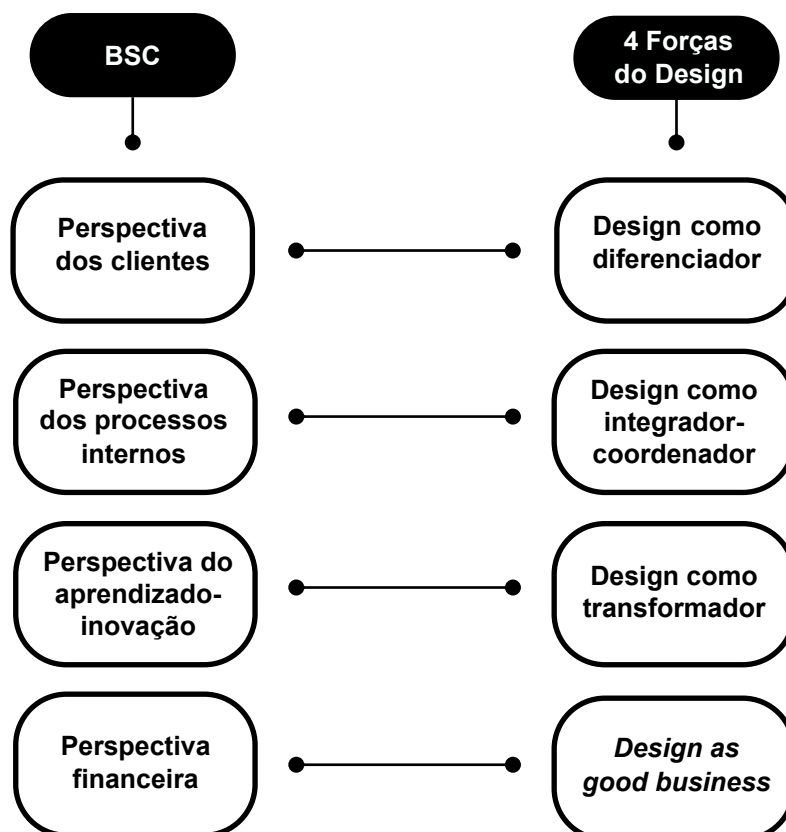 BSC
4 Forças
do Design
Perspectiva
dos clientes
Design como
diferenciador
Perspectiva
dos processos
internos
Design como
integrador-
coordenador
Perspectiva do
aprendizado-
inovação
Design como
transformador
Perspectiva
financeira
Design as
good business